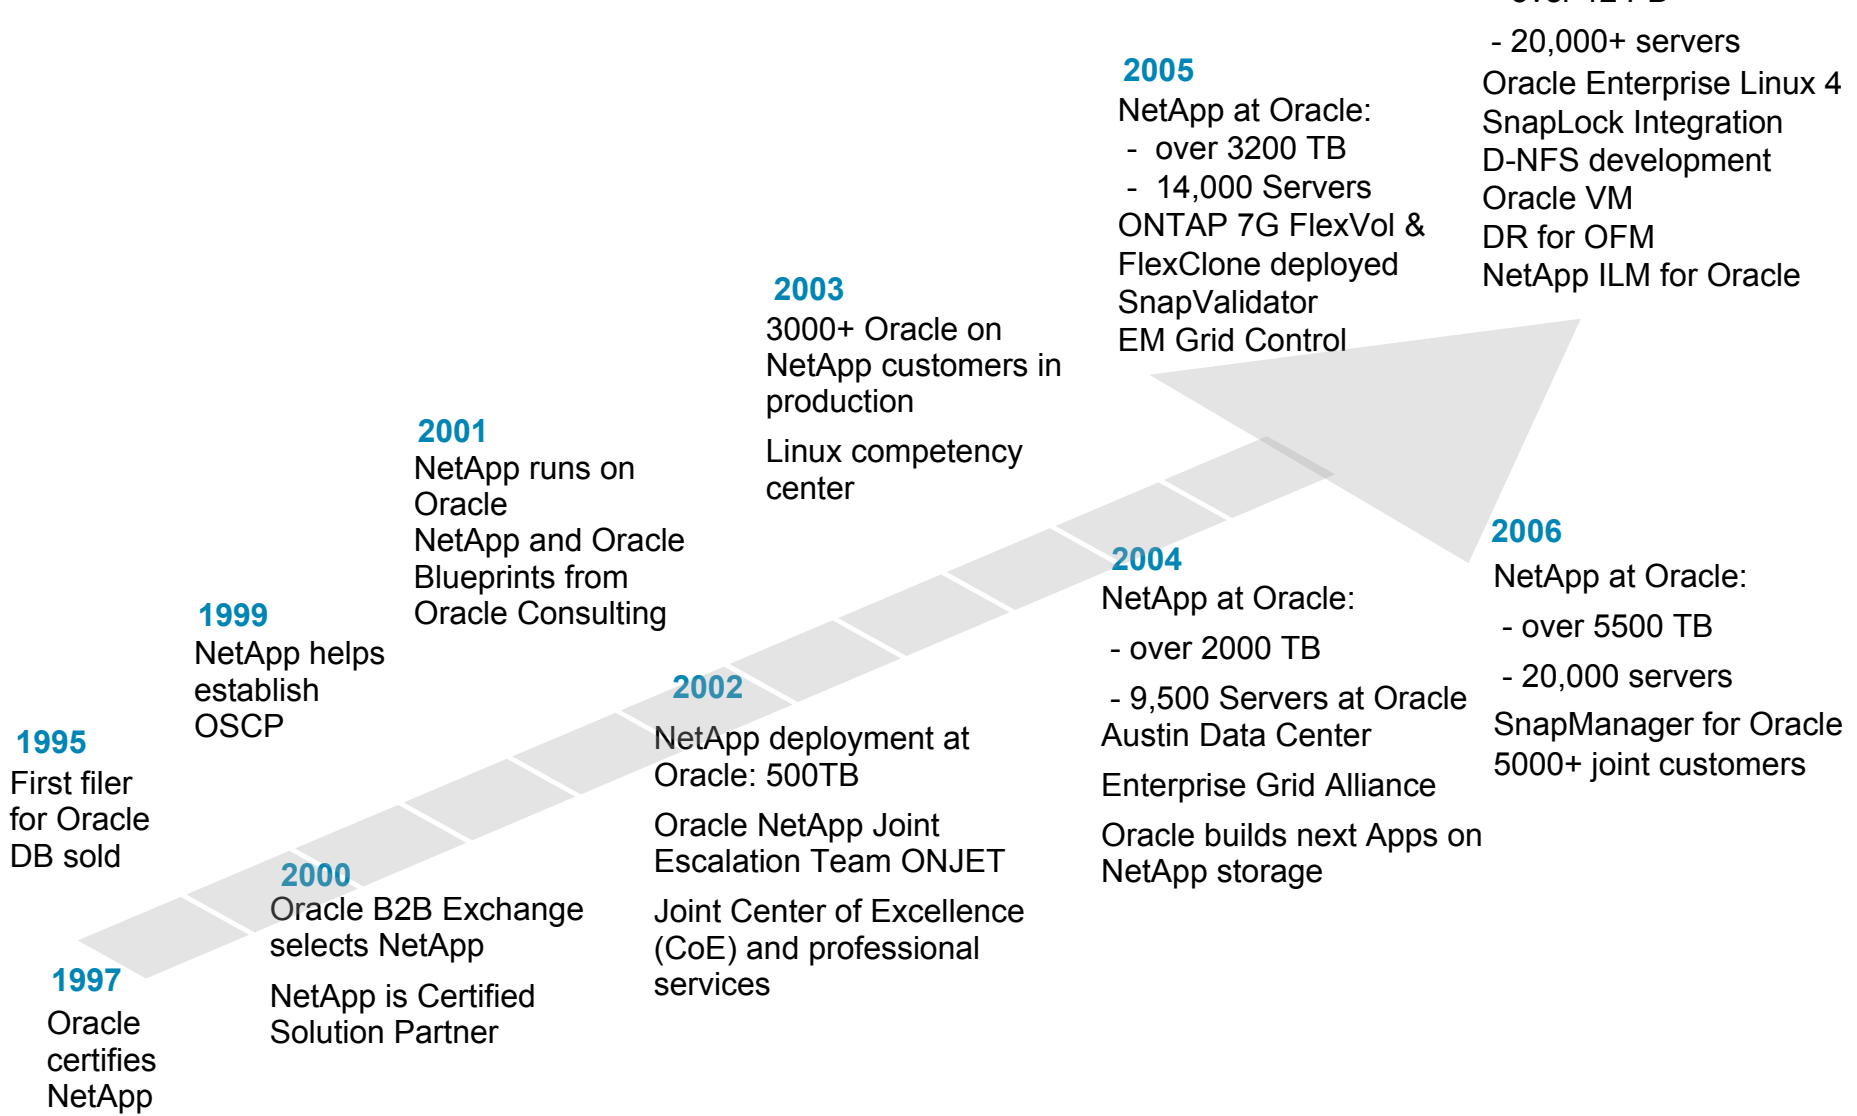 1995
First filer
for Oracle
DB sold
1997
Oracle
certifies
NetApp
1999
NetApp helps
establish
OSCP
2000
Oracle B2B Exchange
selects NetApp
NetApp is Certified
Solution Partner
2001
NetApp runs on
Oracle
NetApp and Oracle
Blueprints from
Oracle Consulting
2002
NetApp deployment at
Oracle: 500TB
Oracle NetApp Joint
Escalation Team ONJET
Joint Center of Excellence
(CoE) and professional
services
2003
3000+ Oracle on
NetApp customers in
production
Linux competency
center
2004
NetApp at Oracle:
- over 2000 TB
- 9,500 Servers at Oracle
Austin Data Center
Enterprise Grid Alliance
Oracle builds next Apps on
NetApp storage
2005
NetApp at Oracle:
- over 3200 TB
- 14,000 Servers
ONTAP 7G FlexVol &
FlexClone deployed
SnapValidator
EM Grid Control
2006
NetApp at Oracle:
- over 5500 TB
- 20,000 servers
SnapManager for Oracle
5000+ joint customers
- 20,000+ servers
Oracle Enterprise Linux 4
SnapLock Integration
D-NFS development
Oracle VM
DR for OFM
NetApp ILM for Oracle